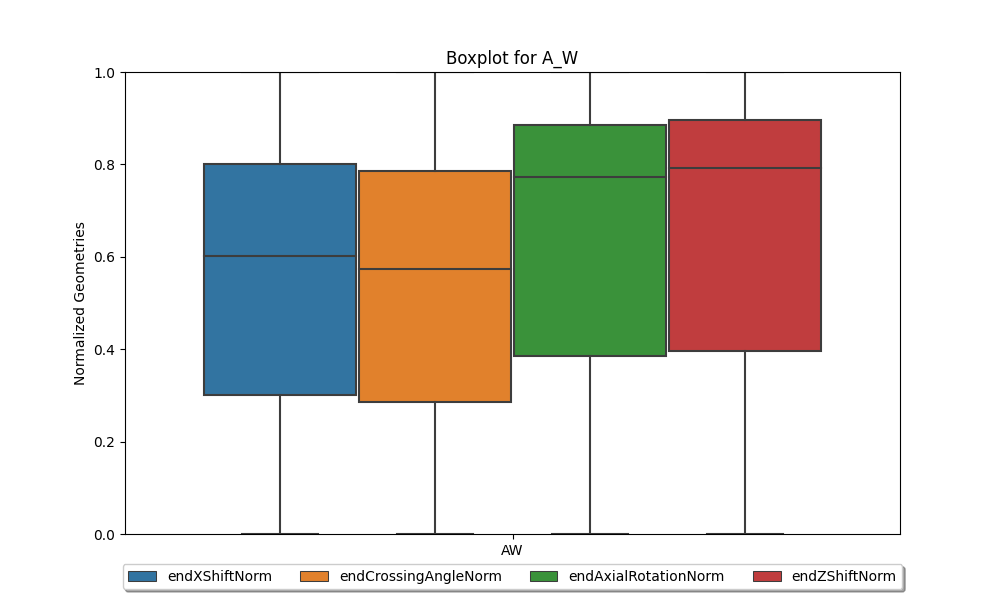 Boxplot for A_W
1.0
0.8
0.6
0.4
0.2
0.0
Normalized Geometries
AW
endXShiftNorm endCrossingAngleNorm endAxialRotationNorm endZShiftNorm